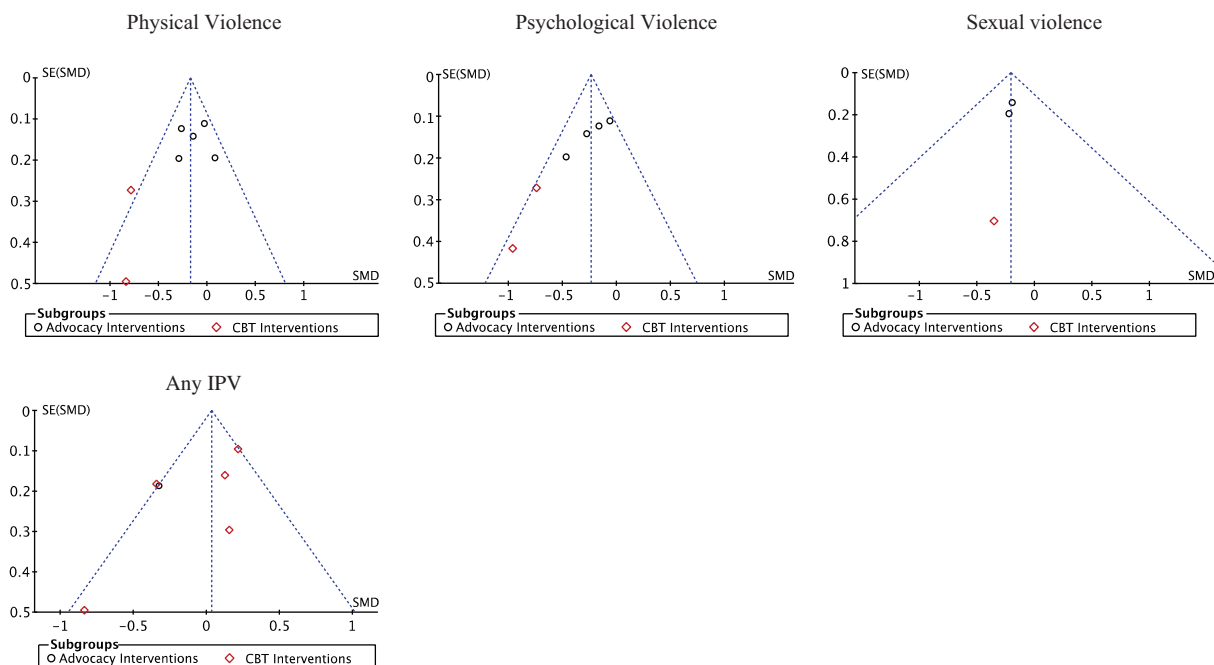 Physical Violence
SE(SMD)
0
0.1
0.2
0.3
0.4
0.5
SMD
-1 -0.5 0 0.5 1
Subgroups
Advocacy Interventions CBT Interventions
Psychological Violence
SE(SMD)
0
0.1
0.2
0.3
0.4
0.5
SMD
-1 -0.5 0 0.5 1
Subgroups
Advocacy Interventions CBT Interventions
Sexual violence
SE(SMD)
0
0.2
0.4
0.6
0.8
1
SMD
-1 -0.5 0 0.5 1
Subgroups
Advocacy Interventions CBT Interventions
Any IPV
SE(SMD)
0
0.1
0.2
0.3
0.4
0.5
SMD
-1 -0.5 0 0.5 1
Subgroups
Advocacy Interventions CBT Interventions